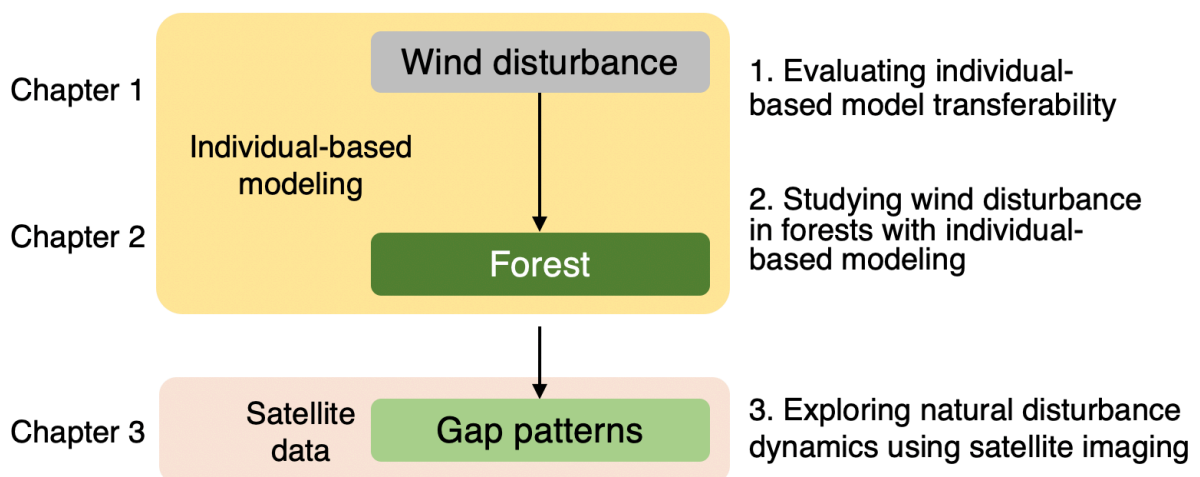 Wind disturbance
Chapter 1
1. Evaluating individual-
based model transferability
Individual-based
modeling
Chapter 2
2. Studying wind disturbance
in forests with individual-
based modeling
Forest
Chapter 3
Satellite
data
Gap patterns
3. Exploring natural disturbance
dynamics using satellite imaging